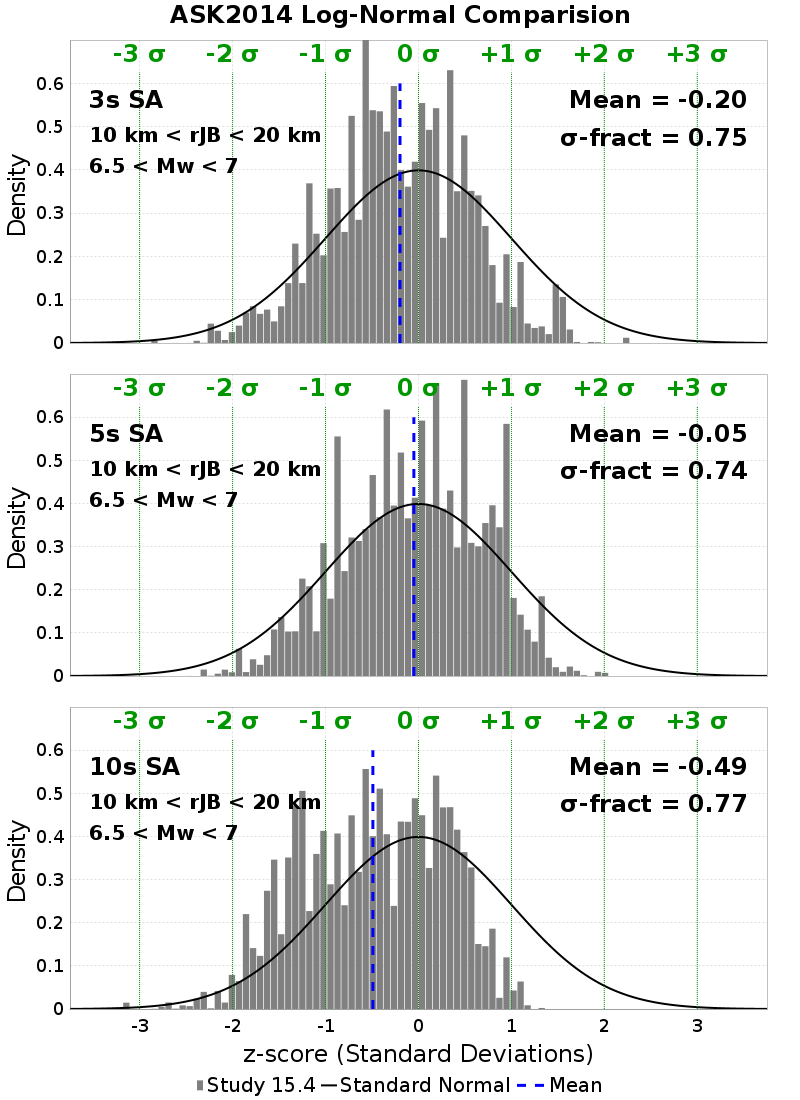 ASK2014 Log-Normal Comparision
-3 σ -2 σ -1 σ 0 σ +1 σ +2 σ +3 σ
0.6
3s SA Mean = -0.20
0.5
10 km < rJB < 20 km σ-fract = 0.75
6.5 < Mw < 7
0.4
Density
0.3
0.2
0.1
0
-3 σ -2 σ -1 σ 0 σ +1 σ +2 σ +3 σ
0.6
5s SA Mean = -0.05
0.5
10 km < rJB < 20 km σ-fract = 0.74
6.5 < Mw < 7
0.4
Density
0.3
0.2
0.1
0
-3 σ -2 σ -1 σ 0 σ +1 σ +2 σ +3 σ
0.6
10s SA Mean = -0.49
0.5
10 km < rJB < 20 km σ-fract = 0.77
6.5 < Mw < 7
0.4
Density
0.3
0.2
0.1
0
-3 -2 -1 0 1 2 3
z-score (Standard Deviations)
Study 15.4 Standard Normal Mean